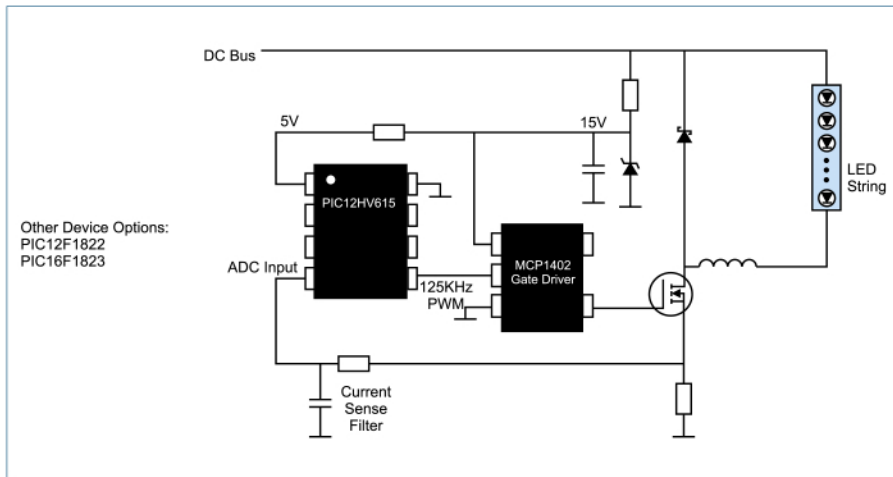 DC Bus
5V
15V
PIC12HV615
LED
String
Other Device Options:
PIC12F1822
PIC16F1823
ADC Input
MCP1402
Gate Driver
125KHz
PWM
Current
Sense
Filter